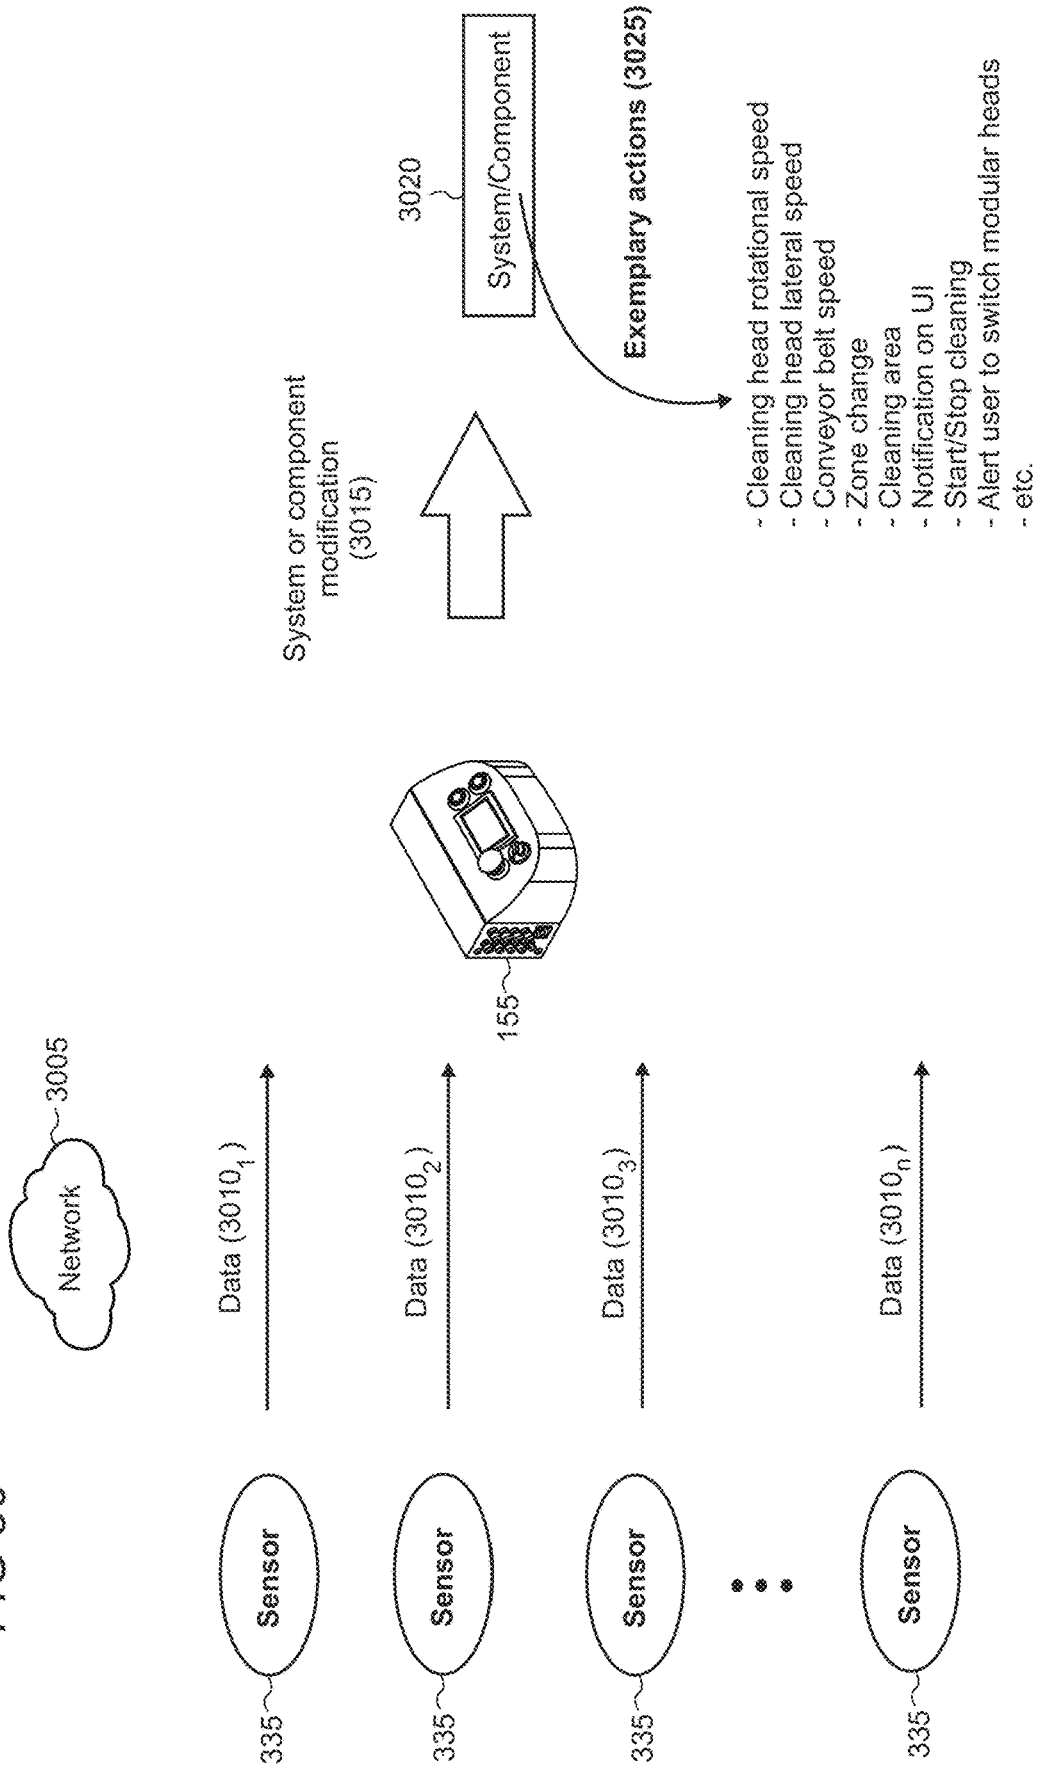 Network
3005
335
Sensor
Data (3010₁)
335
Sensor
Data (3010₂)
335
Sensor
Data (3010₃)
335
Sensor
Data (3010ₙ)
155
System or component
modification
(3015)
3020
System/Component
Exemplary actions (3025)
- Cleaning head rotational speed
- Cleaning head lateral speed
- Conveyor belt speed
- Zone change
- Cleaning area
- Notification on UI
- Start/Stop cleaning
- Alert user to switch modular heads
- etc.